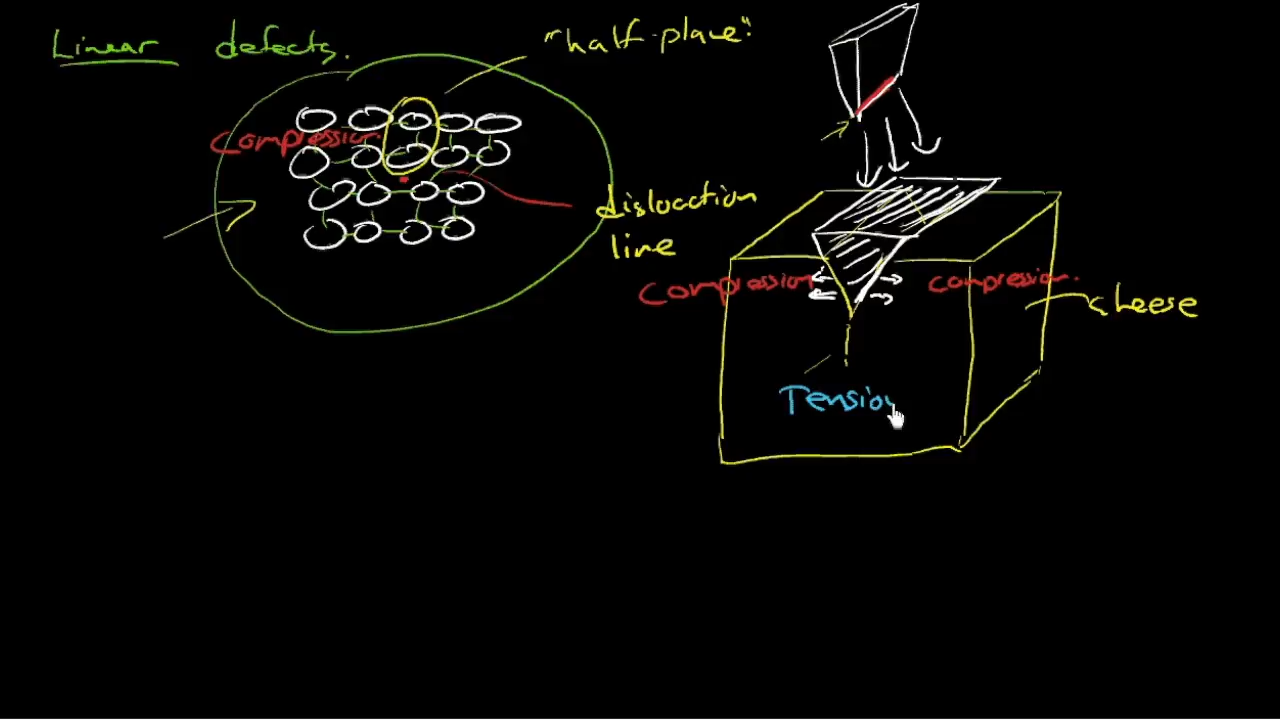 Linear defects.
"half-plane"
compression.
dislocation
line
compression
compression.
cheese
Tension